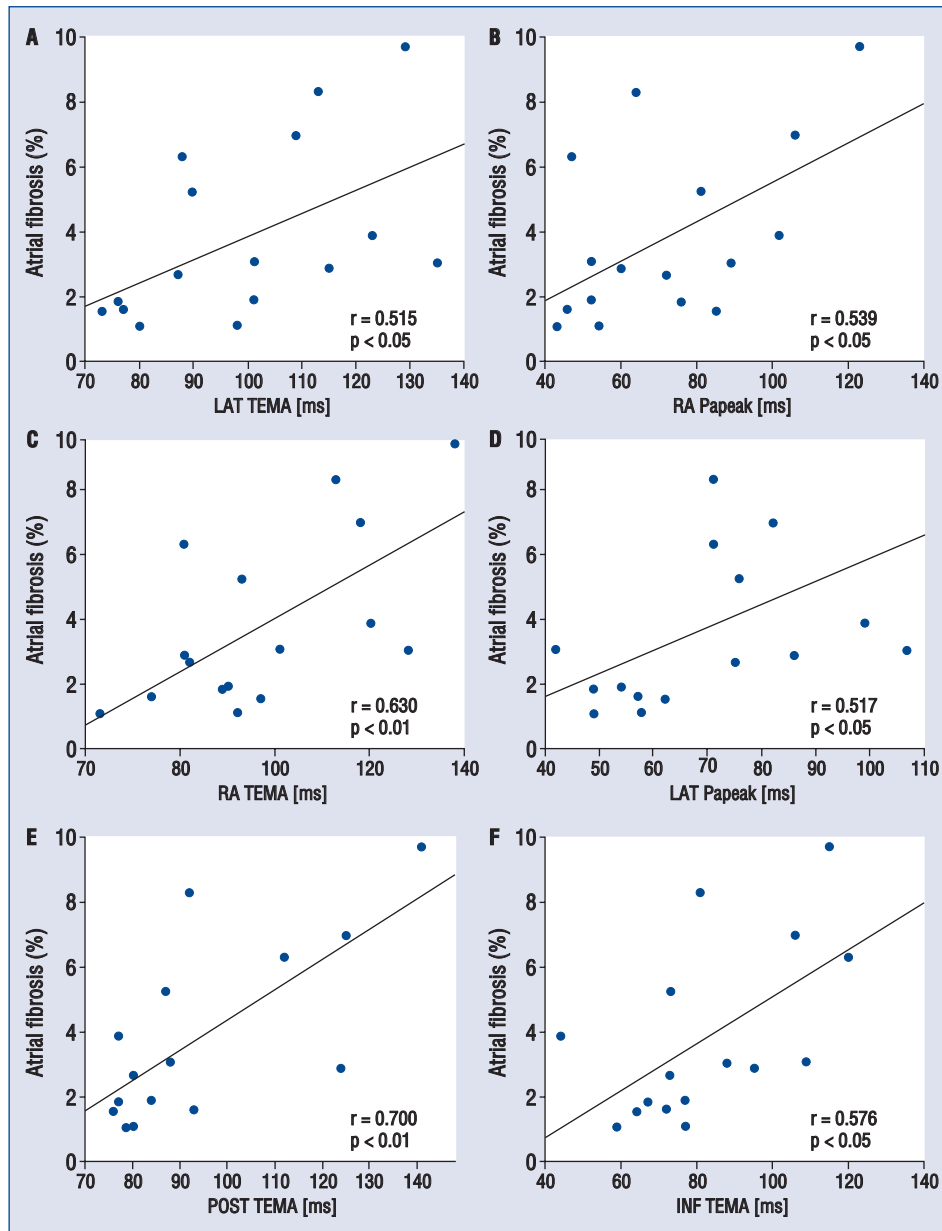 A
10
8
6
4
2
0
Atrial fibrosis (%)
r = 0.515
p < 0.05
70 80 90 100 110 120 130 140
LAT TEMA [ms]
B
10
8
6
4
2
0
Atrial fibrosis (%)
r = 0.539
p < 0.05
40 60 80 100 120 140
RA Papeak [ms]
C
10
8
6
4
2
0
Atrial fibrosis (%)
r = 0.630
p < 0.01
70 80 100 120 140
RA TEMA [ms]
D
10
8
6
4
2
0
Atrial fibrosis (%)
r = 0.517
p < 0.05
40 50 60 70 80 90 100 110
LAT Papeak [ms]
E
10
8
6
4
2
0
Atrial fibrosis (%)
r = 0.700
p < 0.01
70 80 90 100 110 120 130 140
POST TEMA [ms]
F
10
8
6
4
2
0
Atrial fibrosis (%)
r = 0.576
p < 0.05
40 60 80 100 120 140
INF TEMA [ms]